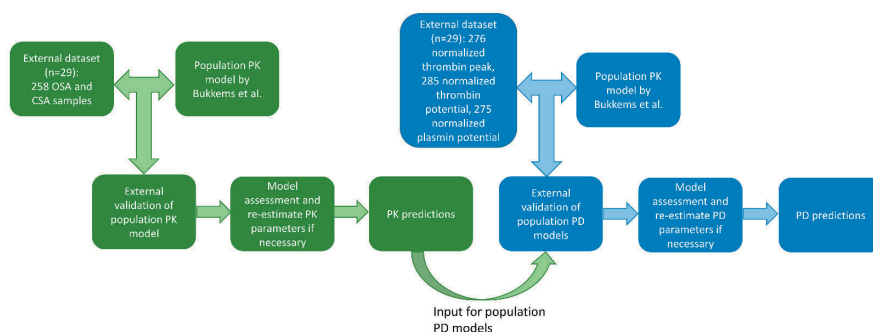 External dataset
(n=29):
258 OSA and
CSA samples
Population PK
model by
Bukkems et al.
External
validation of
population PK
model
Model
assessment and
re-estimate PK
parameters if
necessary
PK predictions
External dataset
(n=29): 276
normalized
thrombin peak,
285 normalized
thrombin
potential, 275
normalized
plasmin potential
Population PK
model by
Bukkems et al.
External
validation of
population PD
models
Model
assessment and
re-estimate PD
parameters if
necessary
PD predictions
Input for population
PD models